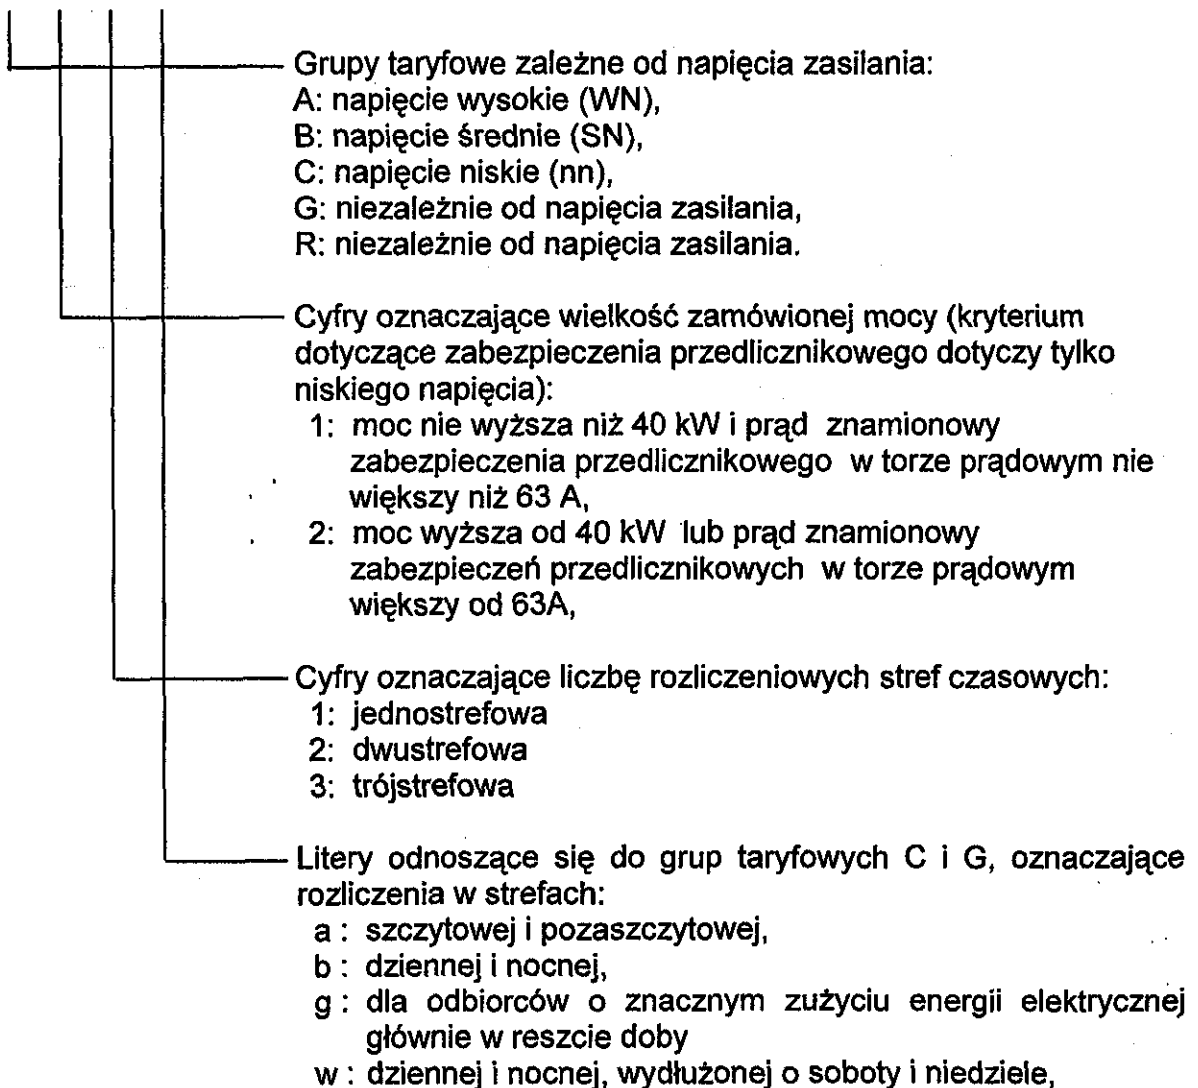 Grupy taryfowe zależne od napięcia zasilania:
A: napięcie wysokie (WN),
B: napięcie średnie (SN),
C: napięcie niskie (nn),
G: niezależnie od napięcia zasilania,
R: niezależnie od napięcia zasilania.
Cyfry oznaczające wielkość zamówionej mocy (kryterium
dotyczące zabezpieczenia przedlicznikowego dotyczy tylko
niskiego napięcia):
1: moc nie wyższa niż 40 kW i prąd znamionowy
zabezpieczenia przedlicznikowego w torze prądowym nie
większy niż 63 A,
2: moc wyższa od 40 kW lub prąd znamionowy
zabezpieczeń przedlicznikowych w torze prądowym
większy od 63A,
Cyfry oznaczające liczbę rozliczeniowych stref czasowych:
1: jednostrefowa
2: dwustrefowa
3: trójstrefowa
Litery odnoszące się do grup taryfowych C i G, oznaczające
rozliczenia w strefach:
a : szczytowej i pozaszczytowej,
b : dziennej i nocnej,
g : dla odbiorców o znacznym zużyciu energii elektrycznej
głównie w reszcie doby
w : dziennej i nocnej, wydłużonej o soboty i niedziele,